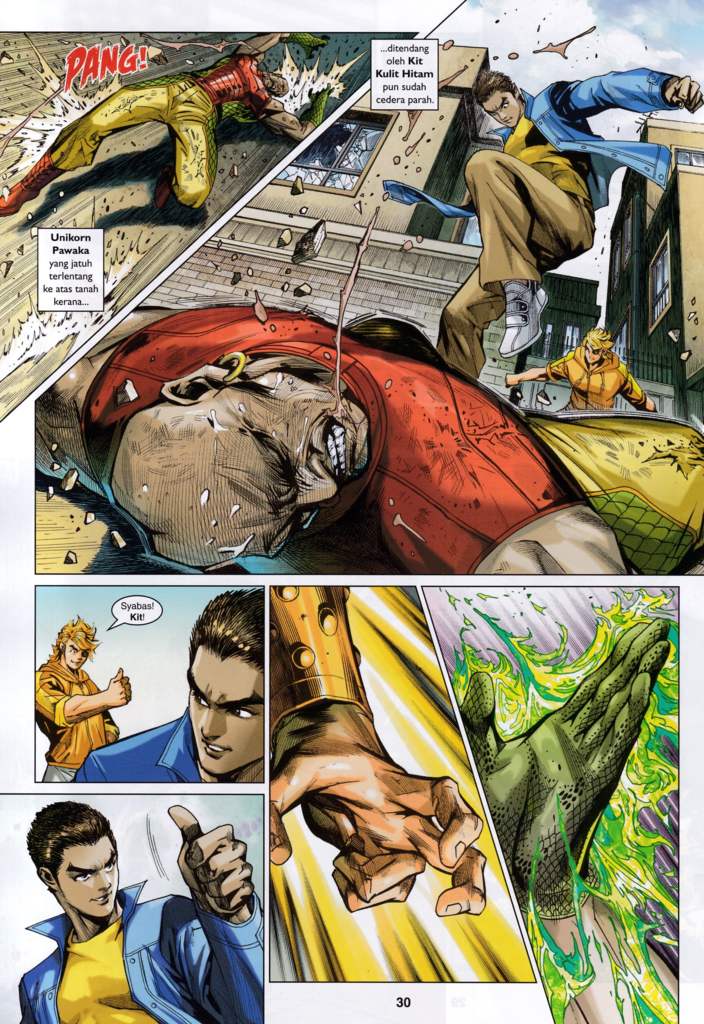 PANG!
Unikorn
Pawaka
yang jatuh
terlentang
ke atas tanah
kerana...
...ditendang
oleh Kit
Kulit Hitam
pun sudah
cedera parah.
Syabas!
Kit!
30